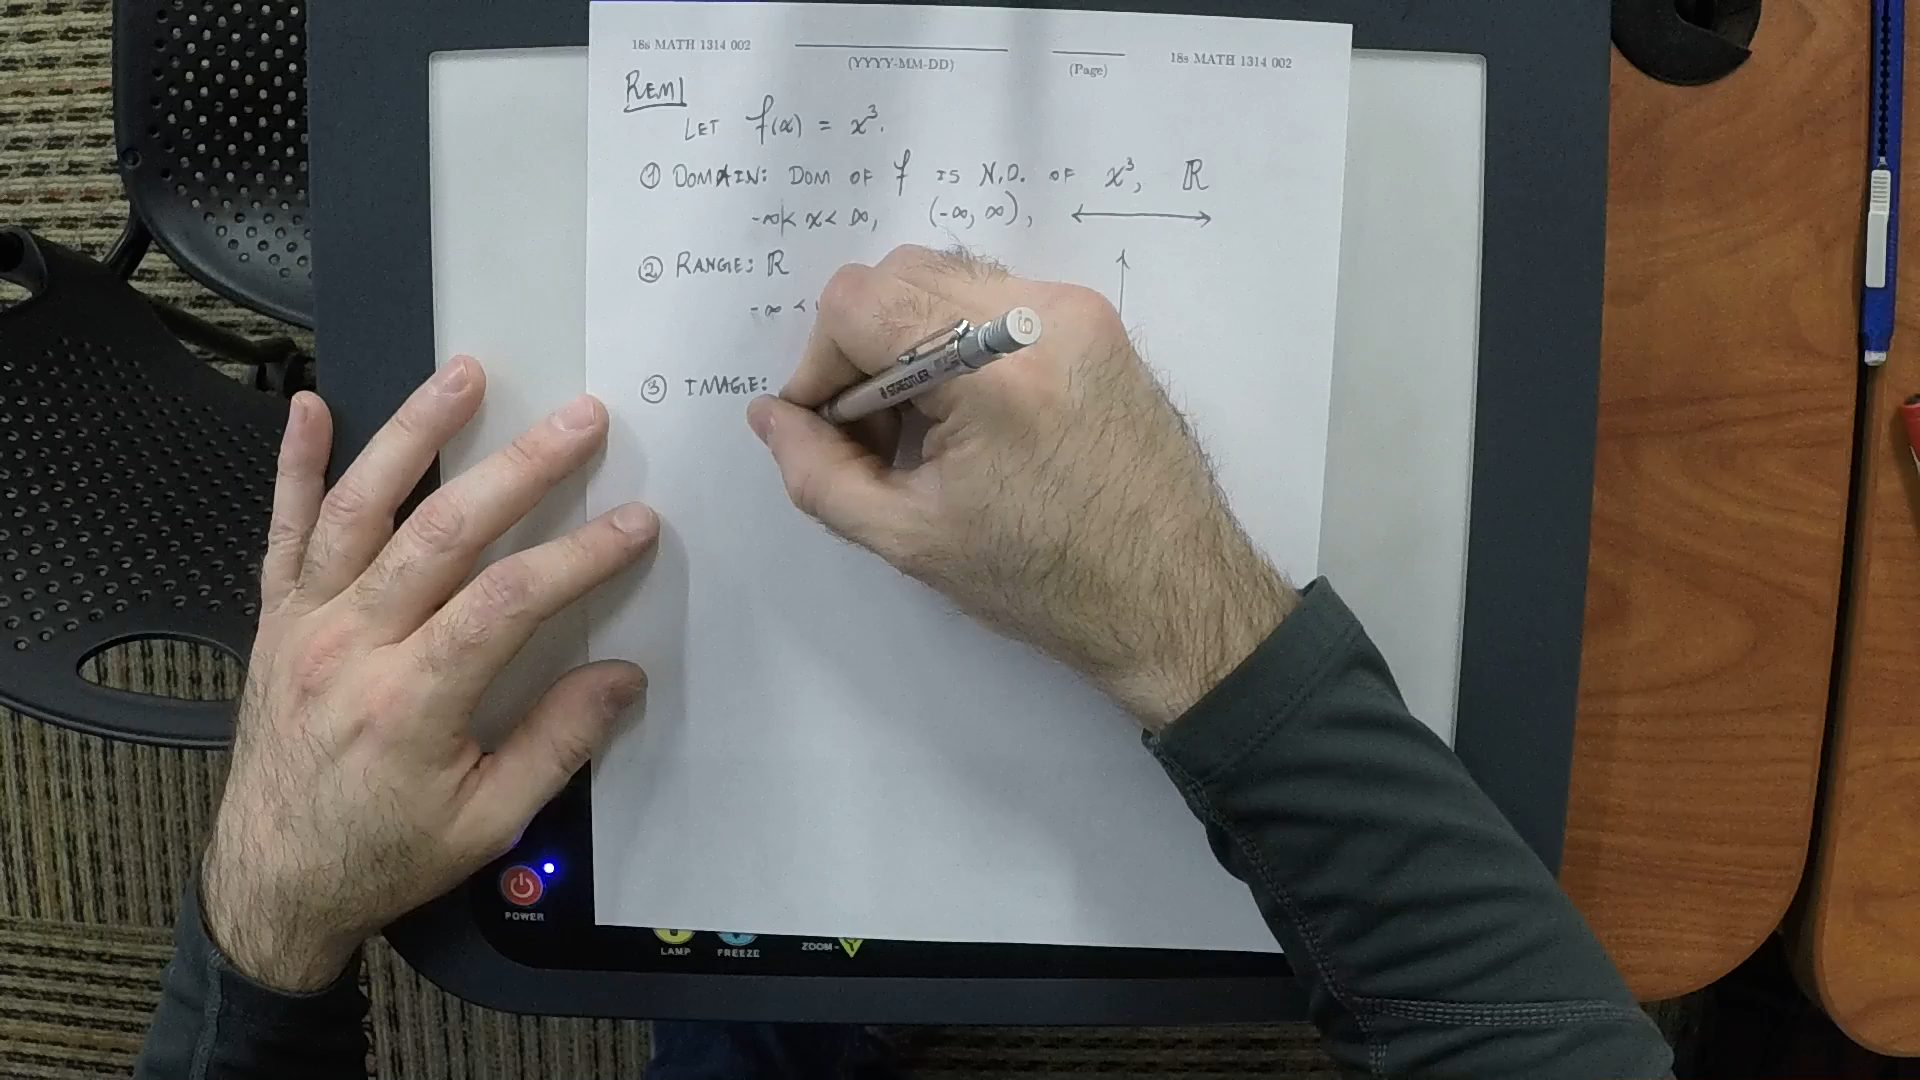 18s MATH 1314 002 (YYYY-MM-DD) (Page) 18s MATH 1314 002
REM
LET f(x) = x³.
① DOMAIN: DOM OF f IS N.D. OF x³, ℝ
-∞ < x < ∞, (-∞, ∞),
② RANGE: ℝ
-∞ <
③ IMAGE:
STAEDTLER
POWER
LAMP FREEZE ZOOM-